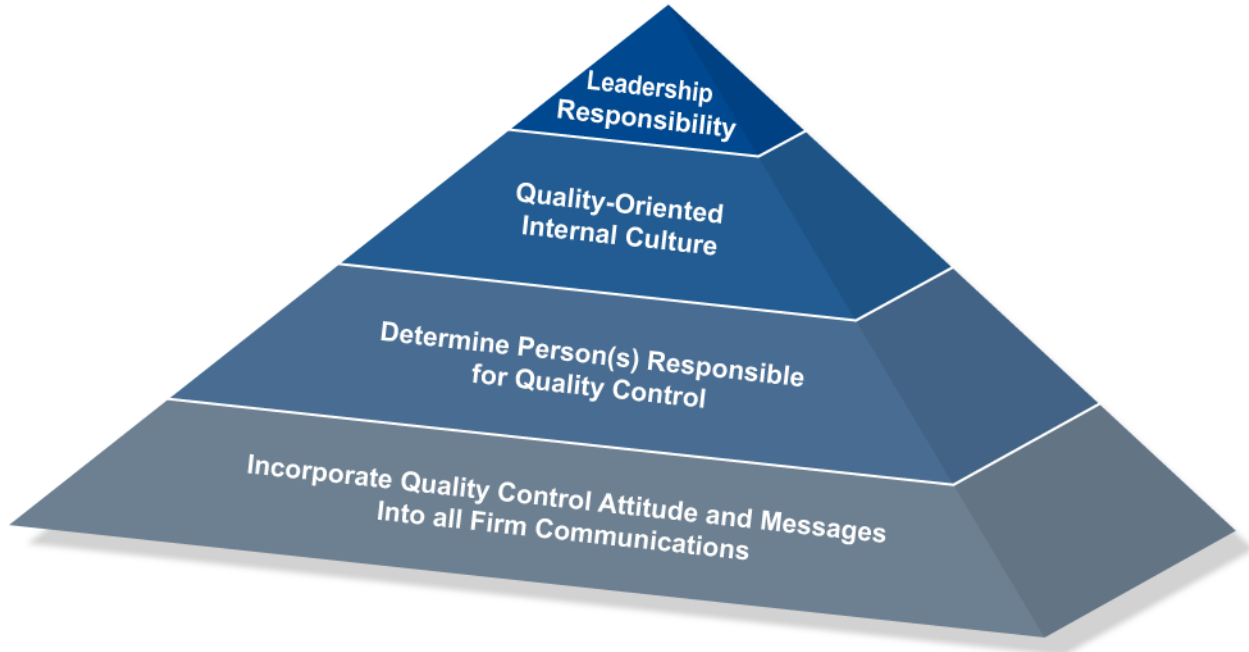 Leadership
Responsibility
Quality-Oriented
Internal Culture
Determine Person(s) Responsible
for Quality Control
Incorporate Quality Control Attitude and Messages
Into all Firm Communications